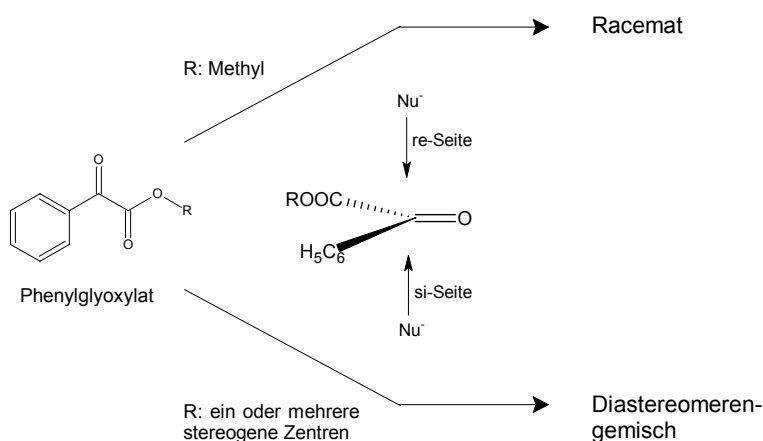 Racemat
R: Methyl
Nu⁻
re-Seite
O
O
R
O
ROOC
O
H₅C₆
Phenylglyoxylat
si-Seite
Nu⁻
R: ein oder mehrere
stereogene Zentren
Diastereomeren-
gemisch